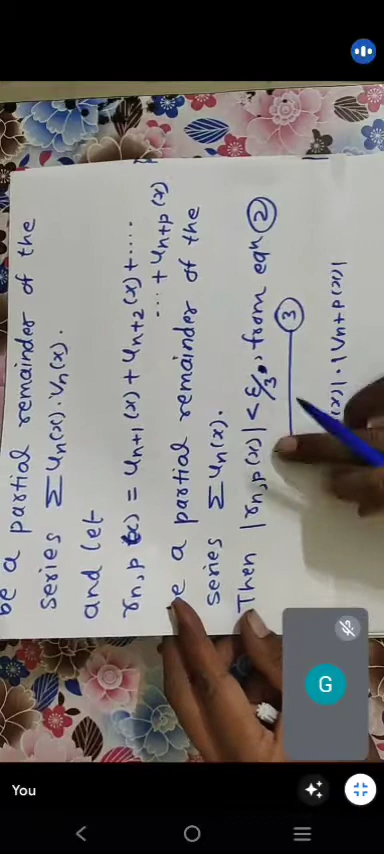 be a partial remainder of the
series Σ un(x).vn(x).
and let
rn,p(x) = un+1(x) + un+2(x) + ....
... + un+p(x)
be a partial remainder of the
series Σ un(x).
Then |rn,p(x)| < ε/3, from eqn ②
③
(x)|. |vn+p(x)|
G
You